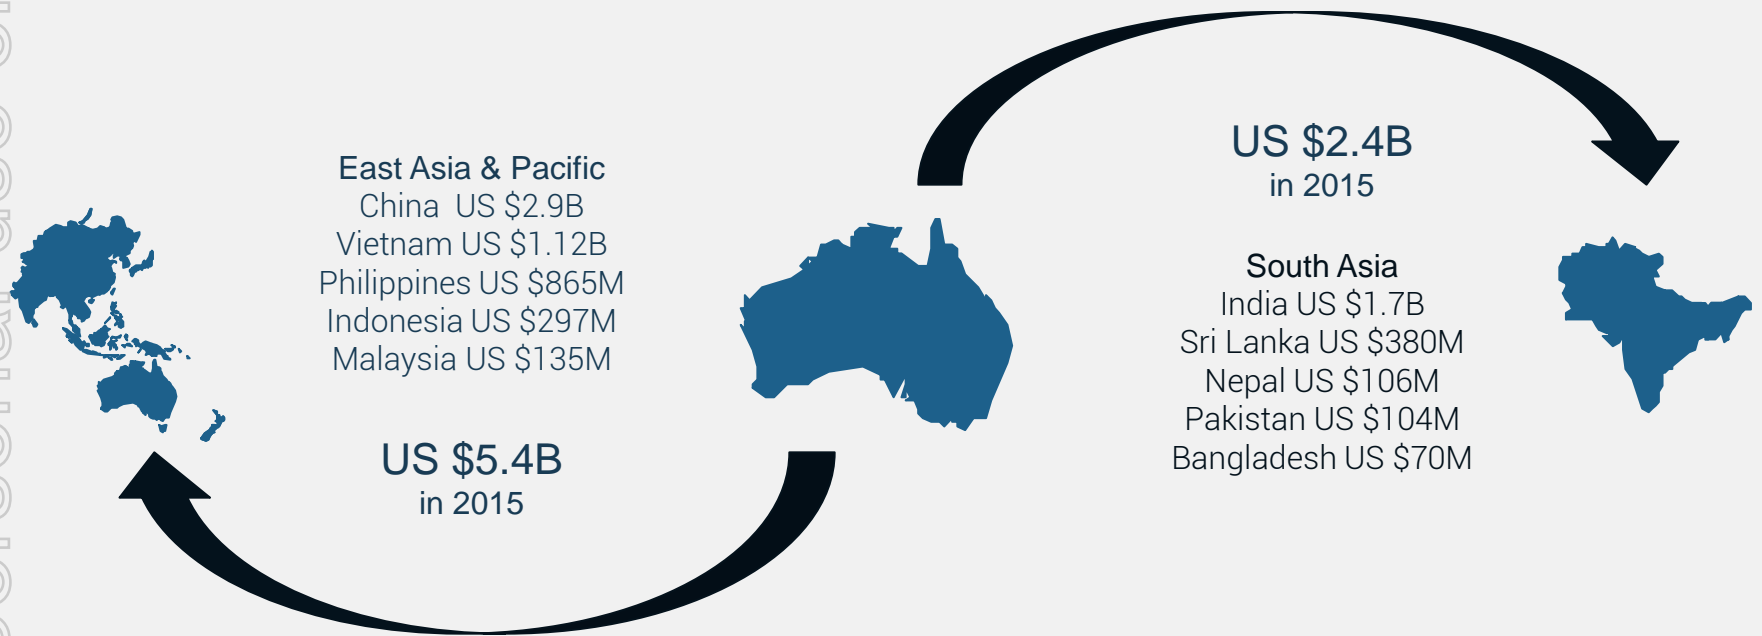 East Asia & Pacific
China  US $2.9B
Vietnam US $1.12B
Philippines US $865M
Indonesia US $297M
Malaysia US $135M
US $5.4B
in 2015
US $2.4B
in 2015
South Asia
India US $1.7B
Sri Lanka US $380M
Nepal US $106M
Pakistan US $104M
Bangladesh US $70M